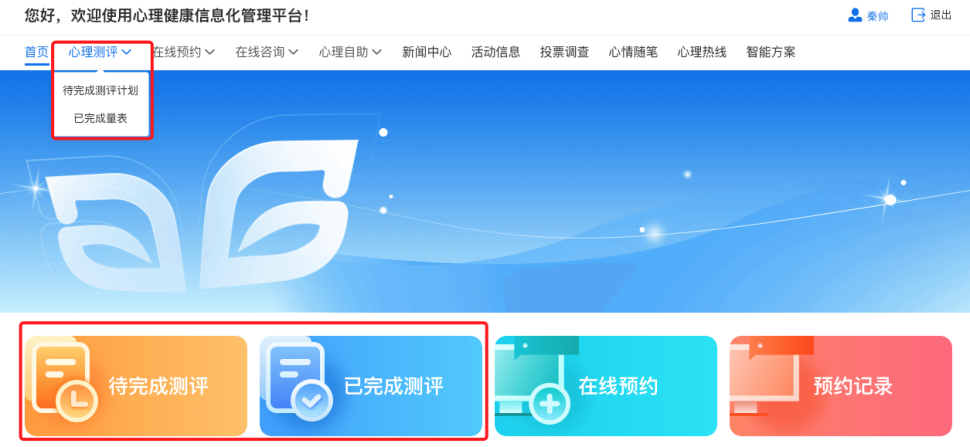 您好，欢迎使用心理健康信息化管理平台！ 秦帅 退出
首页 心理测评 在线预约 在线咨询 心理自助 新闻中心 活动信息 投票调查 心情随笔 心理热线 智能方案
待完成测评计划
已完成量表
待完成测评 已完成测评 在线预约 预约记录